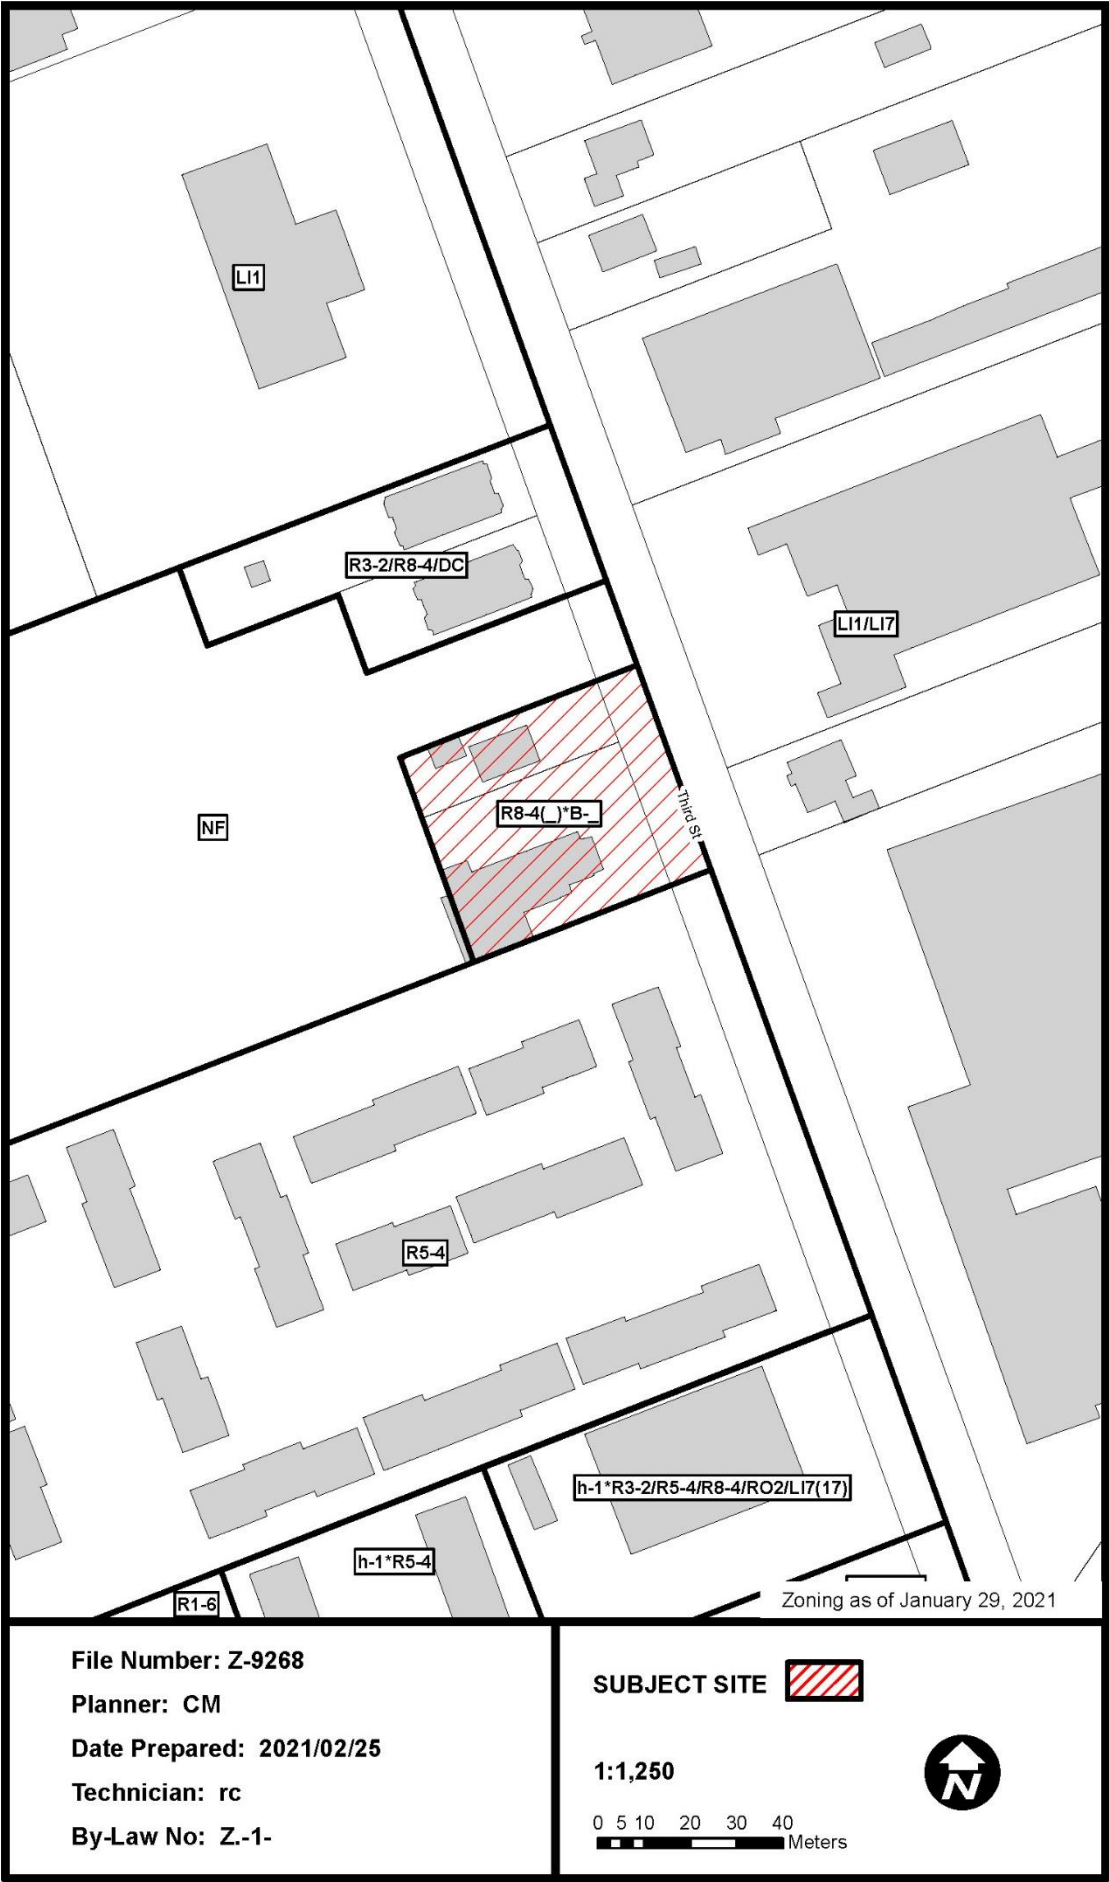 LI1
R3-2/R8-4/DC
LI1/LI7
R8-4(_)*B-_
Third St
NF
R5-4
h-1*R3-2/R5-4/R8-4/RO2/LI7(17)
h-1*R5-4
R1-6
Zoning as of January 29, 2021
File Number: Z-9268
Planner: CM
Date Prepared: 2021/02/25
Technician: rc
By-Law No: Z.-1-
SUBJECT SITE
1:1,250
0 5 10 20 30 40
Meters
N